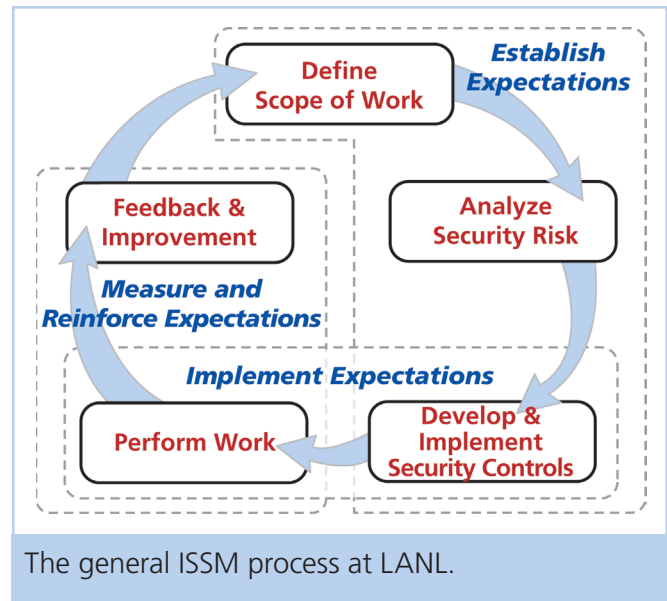 Define
Scope of Work
Establish
Expectations
Analyze
Security Risk
Feedback &
Improvement
Measure and
Reinforce Expectations
Implement Expectations
Perform Work
Develop &
Implement
Security Controls
The general ISSM process at LANL.